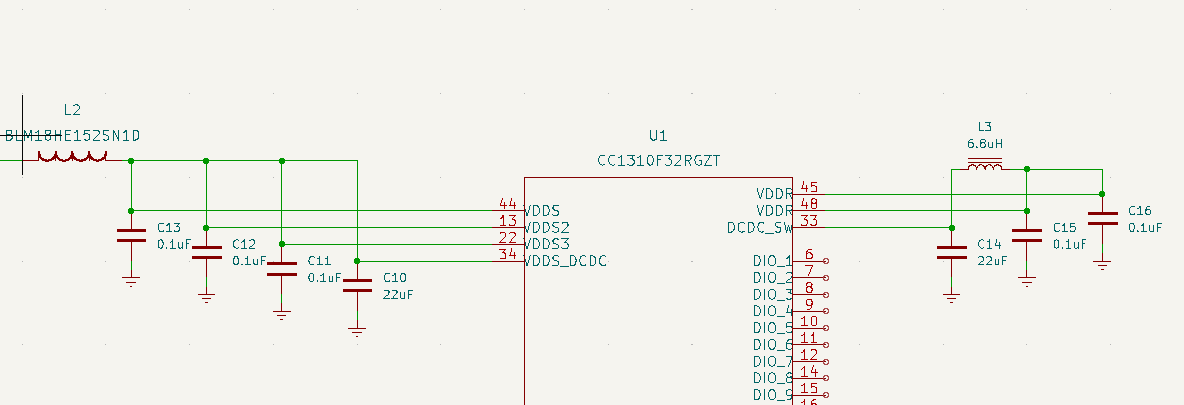 L2
BLM18HE152SN1D
C13
0.1uF
C12
0.1uF
C11
0.1uF
C10
22uF
U1
CC1310F32RGZT
44 VDDS
13 VDDS2
22 VDDS3
34 VDDS_DCDC
VDDR 45
VDDR 48
DCDC_SW 33
DIO_1 6
DIO_2 7
DIO_3 8
DIO_4 9
DIO_5 10
DIO_6 11
DIO_7 12
DIO_8 14
DIO_9 15
16
L3
6.8uH
C14
22uF
C15
0.1uF
C16
0.1uF